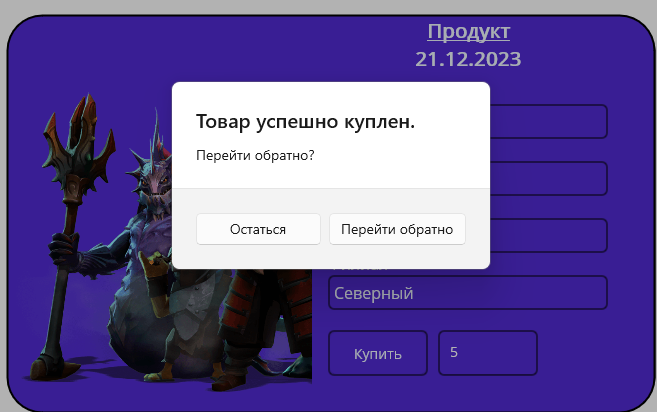 Продукт
21.12.2023
Товар успешно куплен.
Перейти обратно?
Остаться
Перейти обратно
Северный
Купить
5